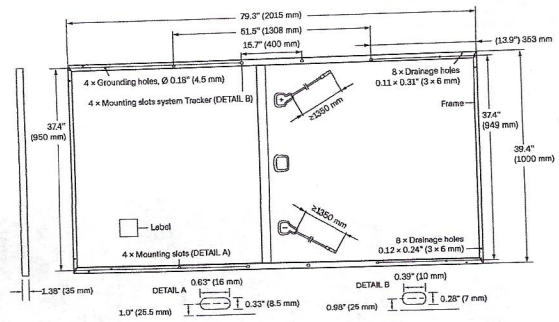 79.3" (2015 mm)
51.5" (1308 mm)
15.7" (400 mm)
(13.9") 353 mm
4 × Grounding holes, Ø 0.18" (4.5 mm)
4 × Mounting slots system Tracker (DETAIL B)
8 × Drainage holes
0.11 × 0.31" (3 × 6 mm)
Frame
37.4"
(950 mm)
≥1350 mm
37.4"
(949 mm)
39.4"
(1000 mm)
+
Label
≥1350 mm
−
4 × Mounting slots (DETAIL A)
8 × Drainage holes
0.12 × 0.24" (3 × 6 mm)
1.38" (35 mm)
DETAIL A
0.63" (16 mm)
1.0" (25.5 mm)
0.33" (8.5 mm)
DETAIL B
0.39" (10 mm)
0.98" (25 mm)
0.28" (7 mm)